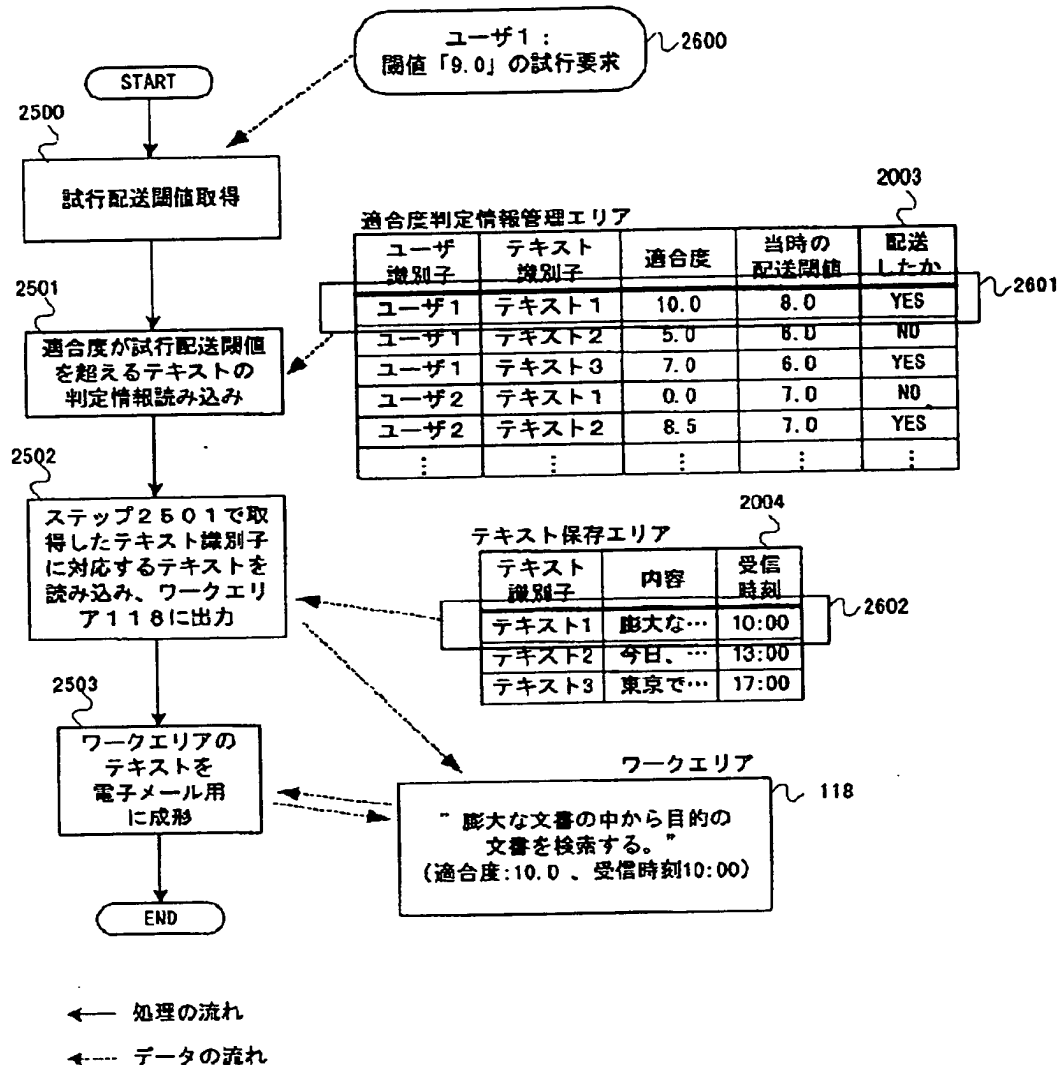 ユーザ1：
閾値「9.0」の試行要求
2600
START
2500
試行配送閾値取得
2003
適合度判定情報管理エリア
ユーザ識別子 テキスト識別子 適合度 当時の配送閾値 配送したか
ユーザ1 テキスト1 10.0 8.0 YES
2601
ユーザ1 テキスト2 5.0 6.0 NO
ユーザ1 テキスト3 7.0 6.0 YES
ユーザ2 テキスト1 0.0 7.0 NO
ユーザ2 テキスト2 8.5 7.0 YES
⋮ ⋮ ⋮ ⋮ ⋮
2501
適合度が試行配送閾値
を超えるテキストの
判定情報読み込み
2502
ステップ2501で取
得したテキスト識別子
に対応するテキストを
読み込み、ワークエリ
ア118に出力
2004
テキスト保存エリア
テキスト識別子 内容 受信時刻
テキスト1 膨大な… 10:00
2602
テキスト2 今日、… 13:00
テキスト3 東京で… 17:00
2503
ワークエリアの
テキストを
電子メール用
に成形
ワークエリア
118
"膨大な文書の中から目的の
文書を検索する。"
(適合度:10.0 、受信時刻10:00)
END
処理の流れ
データの流れ